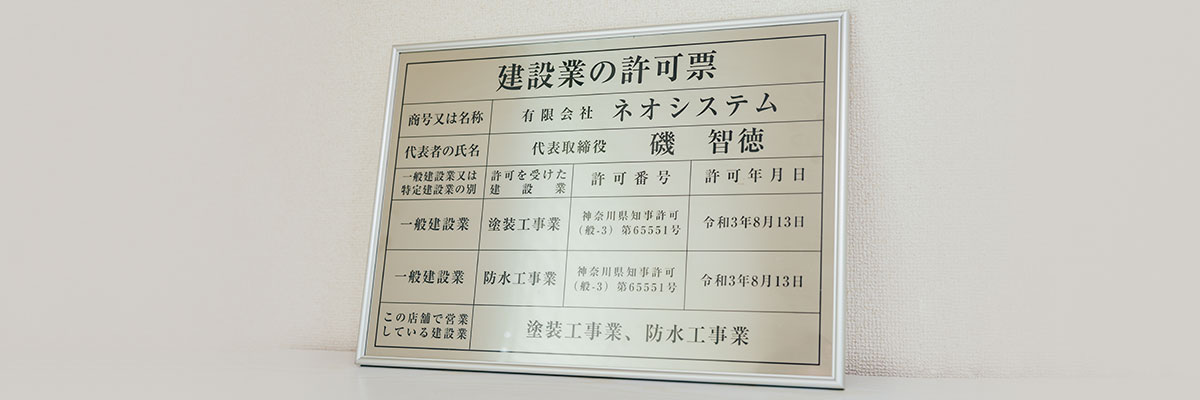 建設業の許可票
商号又は名称 有限会社 ネオシステム
代表者の氏名 代表取締役 磯 智徳
一般建設業又は
特定建設業の別
許可を受けた
建設業
許可番号
許可年月日
一般建設業 塗装工事業
神奈川県知事許可
(般-3) 第65551号
令和3年8月13日
一般建設業 防水工事業
神奈川県知事許可
(般-3) 第65551号
令和3年8月13日
この店舗で営業
している建設業
塗装工事業、防水工事業